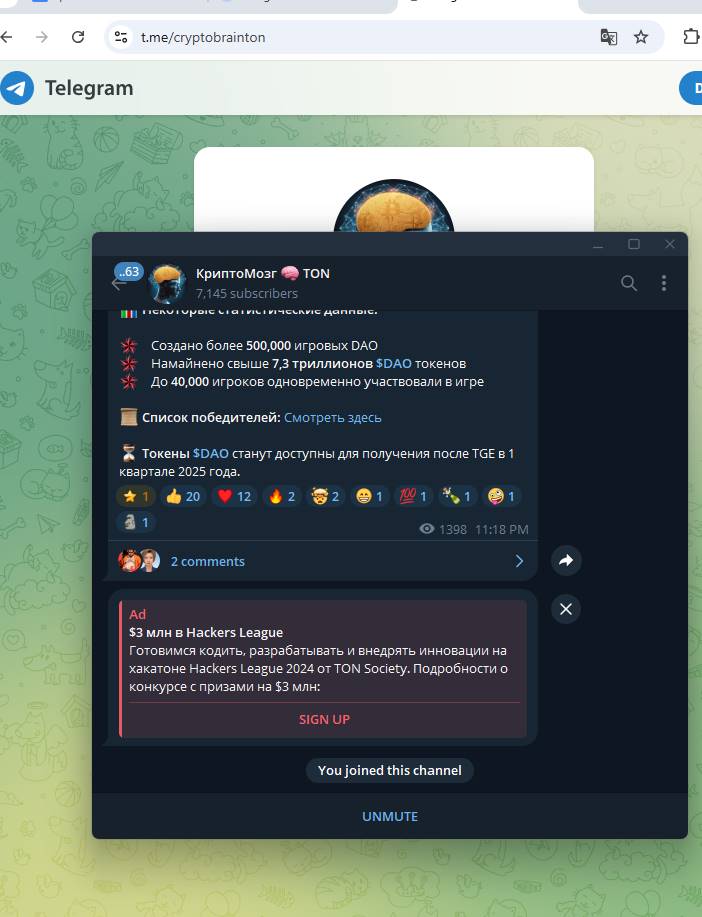 t.me/cryptobrainton
Telegram
D
..63
КриптоМозг 🧠 TON
7,145 subscribers
Некоторые статистические данные:
Создано более 500,000 игровых DAO
Намайнено свыше 7,3 триллионов $DAO токенов
До 40,000 игроков одновременно участвовали в игре
Список победителей: Смотреть здесь
Токены $DAO станут доступны для получения после TGE в 1
квартале 2025 года.
⭐ 1 👍 20 ❤️ 12 🔥 2 🤯 2 😁 1 💯 1 🍾 1 🤪 1
🗿 1
1398 11:18 PM
2 comments
Ad
$3 млн в Hackers League
Готовимся кодить, разрабатывать и внедрять инновации на
хакатоне Hackers League 2024 от TON Society. Подробности о
конкурсе с призами на $3 млн:
SIGN UP
You joined this channel
UNMUTE